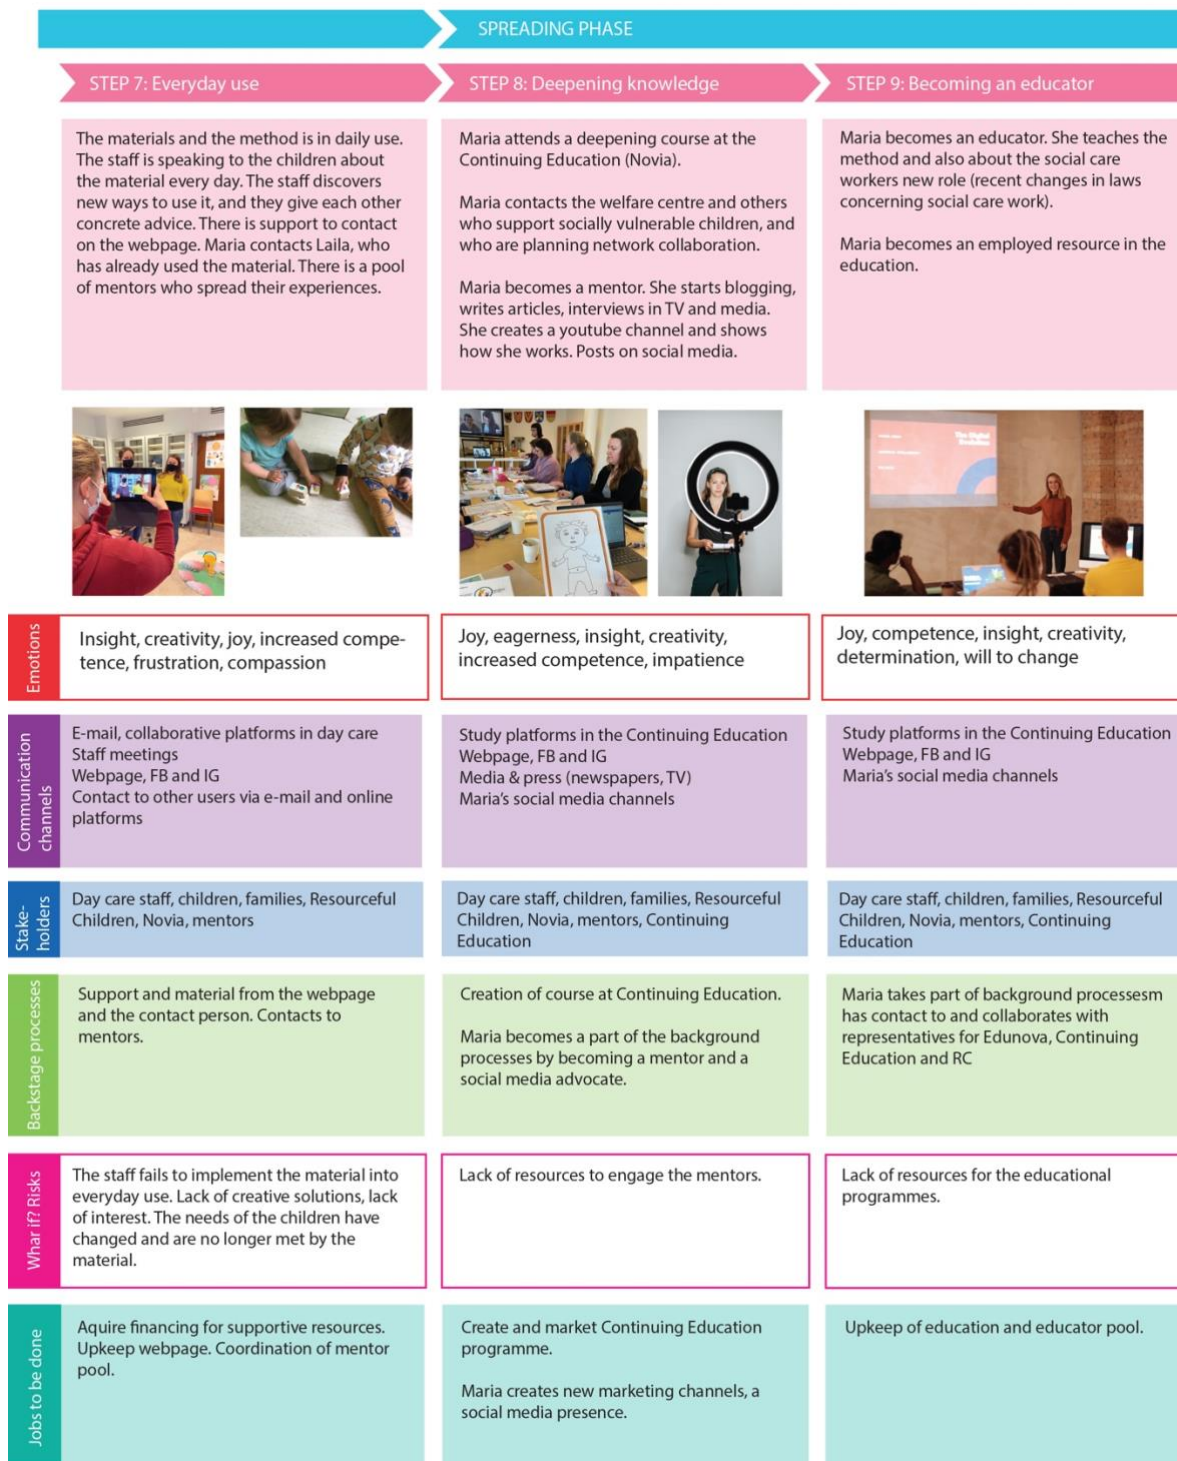 SPREADING PHASE
STEP 7: Everyday use
STEP 8: Deepening knowledge
STEP 9: Becoming an educator
The materials and the method is in daily use.
The staff is speaking to the children about
the material every day. The staff discovers
new ways to use it, and they give each other
concrete advice. There is support to contact
on the webpage. Maria contacts Laila, who
has already used the material. There is a pool
of mentors who spread their experiences.
Maria attends a deepening course at the
Continuing Education (Novia).
Maria contacts the welfare centre and others
who support socially vulnerable children, and
who are planning network collaboration.
Maria becomes a mentor. She starts blogging,
writes articles, interviews in TV and media.
She creates a youtube channel and shows
how she works. Posts on social media.
Maria becomes an educator. She teaches the
method and also about the social care
workers new role (recent changes in laws
concerning social care work).
Maria becomes an employed resource in the
education.
The Digital
Emotions
Insight, creativity, joy, increased compe-
tence, frustration, compassion
Joy, eagerness, insight, creativity,
increased competence, impatience
Joy, competence, insight, creativity,
determination, will to change
Communication
channels
E-mail, collaborative platforms in day care
Staff meetings
Webpage, FB and IG
Contact to other users via e-mail and online
platforms
Study platforms in the Continuing Education
Webpage, FB and IG
Media & press (newspapers, TV)
Maria's social media channels
Study platforms in the Continuing Education
Webpage, FB and IG
Maria's social media channels
Stake-
holders
Day care staff, children, families, Resourceful
Children, Novia, mentors
Day care staff, children, families, Resourceful
Children, Novia, mentors, Continuing
Education
Day care staff, children, families, Resourceful
Children, Novia, mentors, Continuing
Education
Backstage processes
Support and material from the webpage
and the contact person. Contacts to
mentors.
Creation of course at Continuing Education.
Maria becomes a part of the background
processes by becoming a mentor and a
social media advocate.
Maria takes part of background processesm
has contact to and collaborates with
representatives for Edunova, Continuing
Education and RC
Whar if? Risks
The staff fails to implement the material into
everyday use. Lack of creative solutions, lack
of interest. The needs of the children have
changed and are no longer met by the
material.
Lack of resources to engage the mentors.
Lack of resources for the educational
programmes.
Jobs to be done
Aquire financing for supportive resources.
Upkeep webpage. Coordination of mentor
pool.
Create and market Continuing Education
programme.
Maria creates new marketing channels, a
social media presence.
Upkeep of education and educator pool.